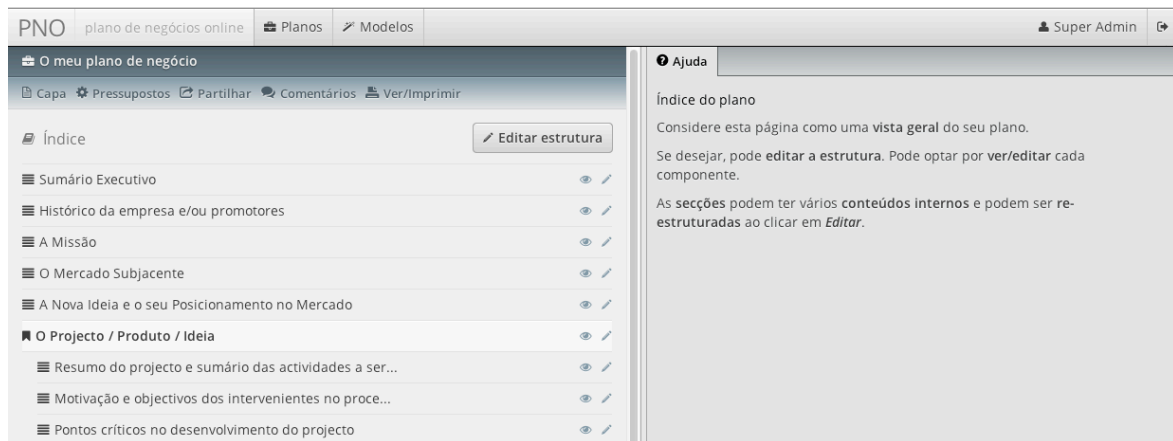 PNO plano de negócios online Planos Modelos Super Admin
O meu plano de negócio
Capa Pressupostos Partilhar Comentários Ver/Imprimir
Índice Editar estrutura
Sumário Executivo
Histórico da empresa e/ou promotores
A Missão
O Mercado Subjacente
A Nova Ideia e o seu Posicionamento no Mercado
O Projecto / Produto / Ideia
Resumo do projecto e sumário das actividades a ser...
Motivação e objectivos dos intervenientes no proce...
Pontos críticos no desenvolvimento do projecto
Ajuda
Índice do plano
Considere esta página como uma vista geral do seu plano.
Se desejar, pode editar a estrutura. Pode optar por ver/editar cada
componente.
As secções podem ter vários conteúdos internos e podem ser re-
estruturadas ao clicar em Editar.